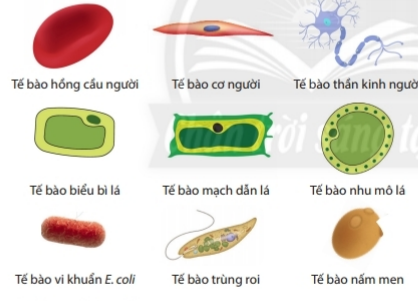 Tế bào hồng cầu người
Tế bào cơ người
Tế bào thần kinh người
Tế bào biểu bì lá
Tế bào mạch dẫn lá
Tế bào nhu mô lá
Tế bào vi khuẩn E. coli
Tế bào trùng roi
Tế bào nấm men